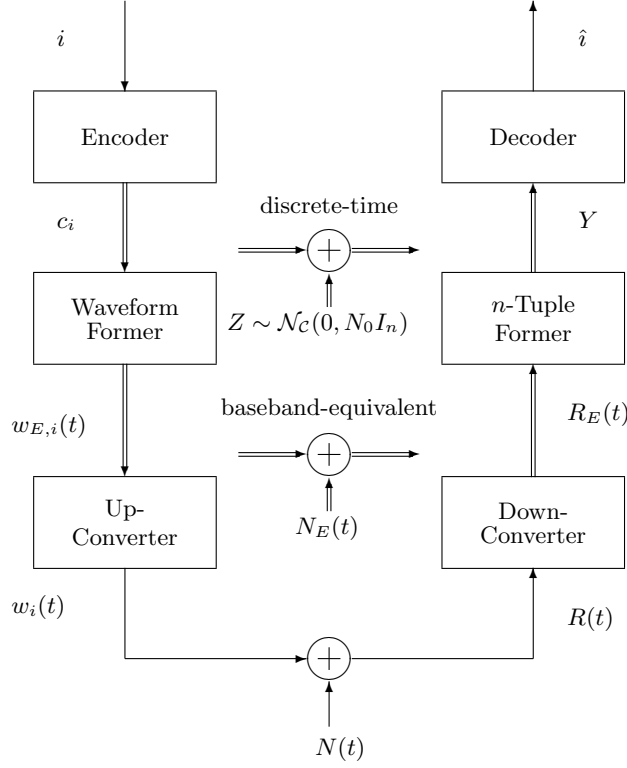 i
î
Encoder
Decoder
c_i
discrete-time
Y
+
Waveform
Former
n-Tuple
Former
Z ∼ 𝒩_𝒞(0, N_0 I_n)
w_{E,i}(t)
baseband-equivalent
R_E(t)
+
Up-
Converter
N_E(t)
Down-
Converter
w_i(t)
R(t)
+
N(t)